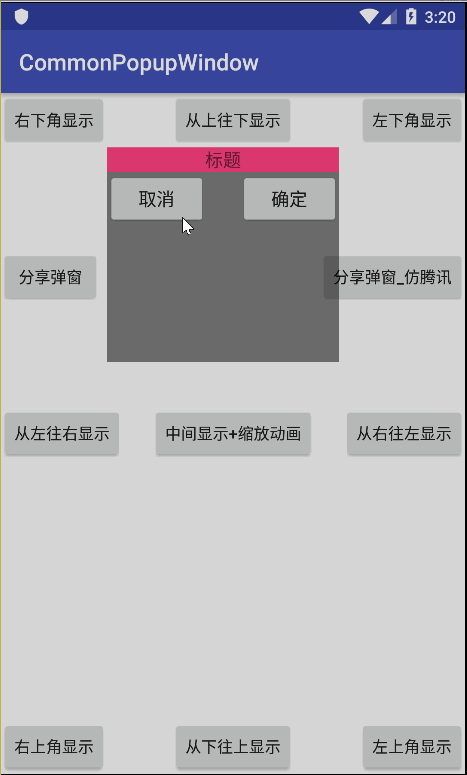 3:20
CommonPopupWindow
右下角显示
从上往下显示
左下角显示
标题
取消
确定
分享弹窗
分享弹窗_仿腾讯
从左往右显示
中间显示+缩放动画
从右往左显示
右上角显示
从下往上显示
左上角显示